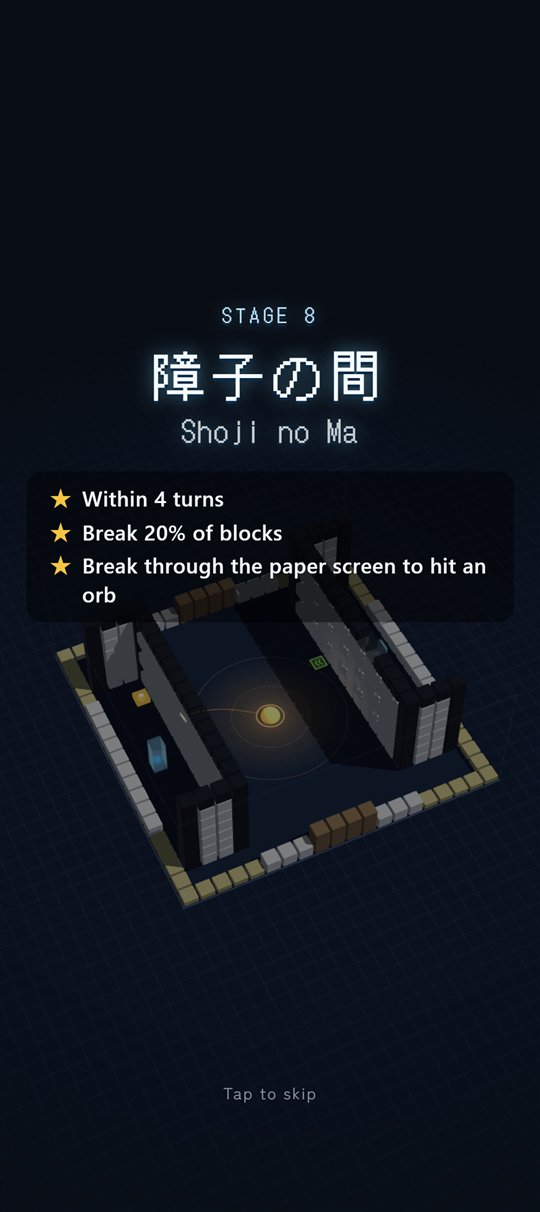 STAGE 8
障子の間
Shoji no Ma
Within 4 turns
Break 20% of blocks
Break through the paper screen to hit an
orb
Tap to skip